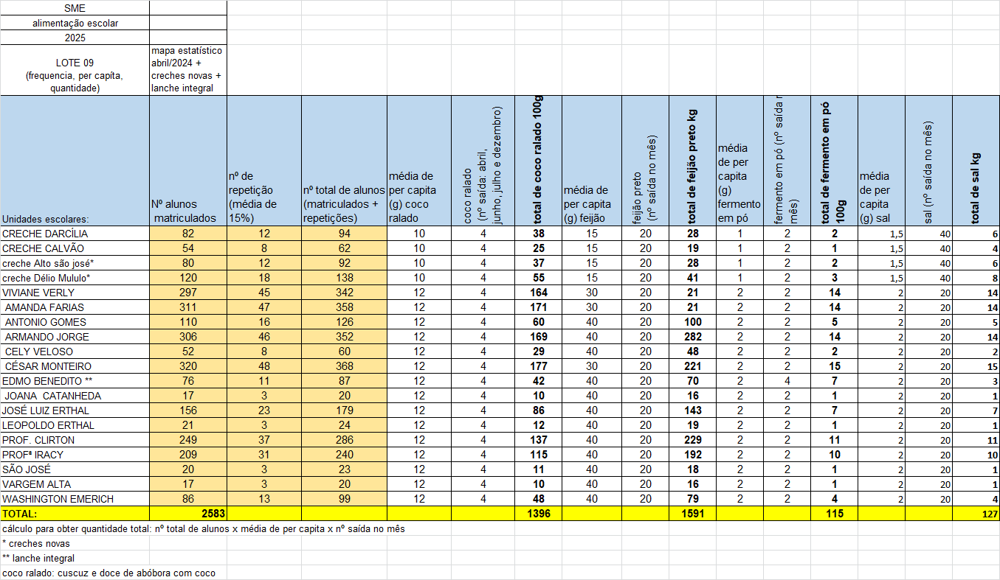 SME
alimentação escolar
2025
LOTE 09
(frequencia, per capíta,
quantidade)
mapa estatístico
abril/2024 +
creches novas +
lanche integral
Unidades escolares:
Nº alunos
matriculados
nº de
repetição
(média de
15%)
nº total de alunos
(matriculados +
repetições)
média de
per capita
(g) coco
ralado
coco ralado
(nº saída: abril,
junho, julho e dezembro)
total de coco ralado 100g
média de
per capita
(g) feijão
feijão preto
(nº saída no mês)
total de feijão preto kg
média
de per
capita
(g)
fermento
em pó
fermento em pó (nº saída
mês)
total de fermento em pó
100g
média de
per
capita
(g) sal
sal (nº saída no mês)
total de sal kg
CRECHE DARCÍLIA 82 12 94 10 4 38 15 20 28 1 2 2 1,5 40 6
CRECHE CALVÃO 54 8 62 10 4 25 15 20 19 1 2 1 1,5 40 4
creche Alto são josé* 80 12 92 10 4 37 15 20 28 1 2 2 1,5 40 6
creche Délio Mululo* 120 18 138 10 4 55 15 20 41 1 2 3 1,5 40 8
VIVIANE VERLY 297 45 342 12 4 164 30 20 21 2 2 14 2 20 14
AMANDA FARIAS 311 47 358 12 4 171 30 20 21 2 2 14 2 20 14
ANTONIO GOMES 110 16 126 12 4 60 40 20 100 2 2 5 2 20 5
ARMANDO JORGE 306 46 352 12 4 169 40 20 282 2 2 14 2 20 14
CELY VELOSO 52 8 60 12 4 29 40 20 48 2 2 2 2 20 2
CÉSAR MONTEIRO 320 48 368 12 4 177 30 20 221 2 2 15 2 20 15
EDMO BENEDITO ** 76 11 87 12 4 42 40 20 70 2 4 7 2 20 3
JOANA CATANHEDA 17 3 20 12 4 10 40 20 16 2 2 1 2 20 1
JOSÉ LUIZ ERTHAL 156 23 179 12 4 86 40 20 143 2 2 7 2 20 7
LEOPOLDO ERTHAL 21 3 24 12 4 12 40 20 19 2 2 1 2 20 1
PROF. CLIRTON 249 37 286 12 4 137 40 20 229 2 2 11 2 20 11
PROFª IRACY 209 31 240 12 4 115 40 20 192 2 2 10 2 20 10
SÃO JOSÉ 20 3 23 12 4 11 40 20 18 2 2 1 2 20 1
VARGEM ALTA 17 3 20 12 4 10 40 20 16 2 2 1 2 20 1
WASHINGTON EMERICH 86 13 99 12 4 48 40 20 79 2 2 4 2 20 4
TOTAL: 2583 1396 1591 115 127
cálculo para obter quantidade total: nº total de alunos x média de per capita x nº saída no mês
* creches novas
** lanche integral
coco ralado: cuscuz e doce de abóbora com coco